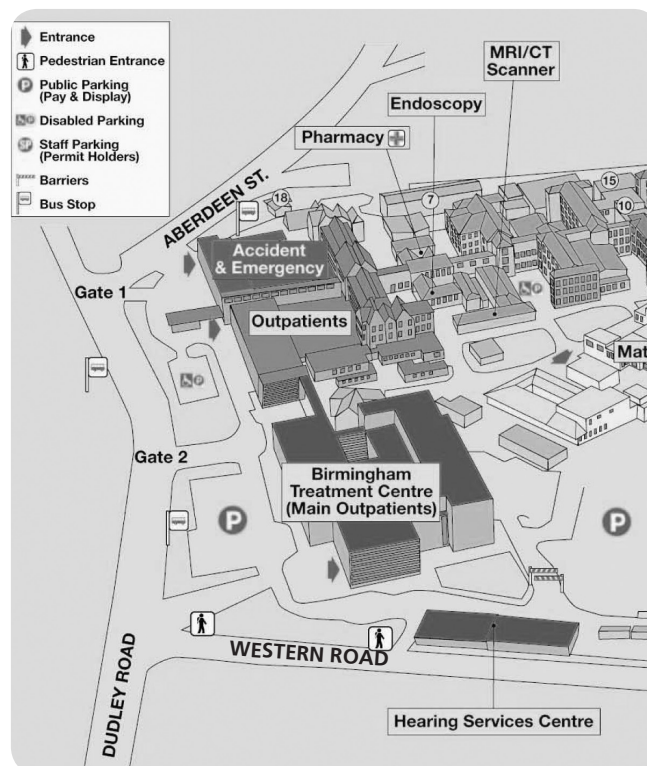 Entrance
Pedestrian Entrance
P
Public Parking
(Pay & Display)
P
Disabled Parking
SP
Staff Parking
(Permit Holders)
Barriers
Bus Stop
MRI/CT
Scanner
Endoscopy
Pharmacy
ABERDEEN ST.
18
7
15
10
Accident
& Emergency
Gate 1
Outpatients
P
Mat
P
Gate 2
Birmingham
Treatment Centre
(Main Outpatients)
P
P
DUDLEY ROAD
WESTERN ROAD
Hearing Services Centre